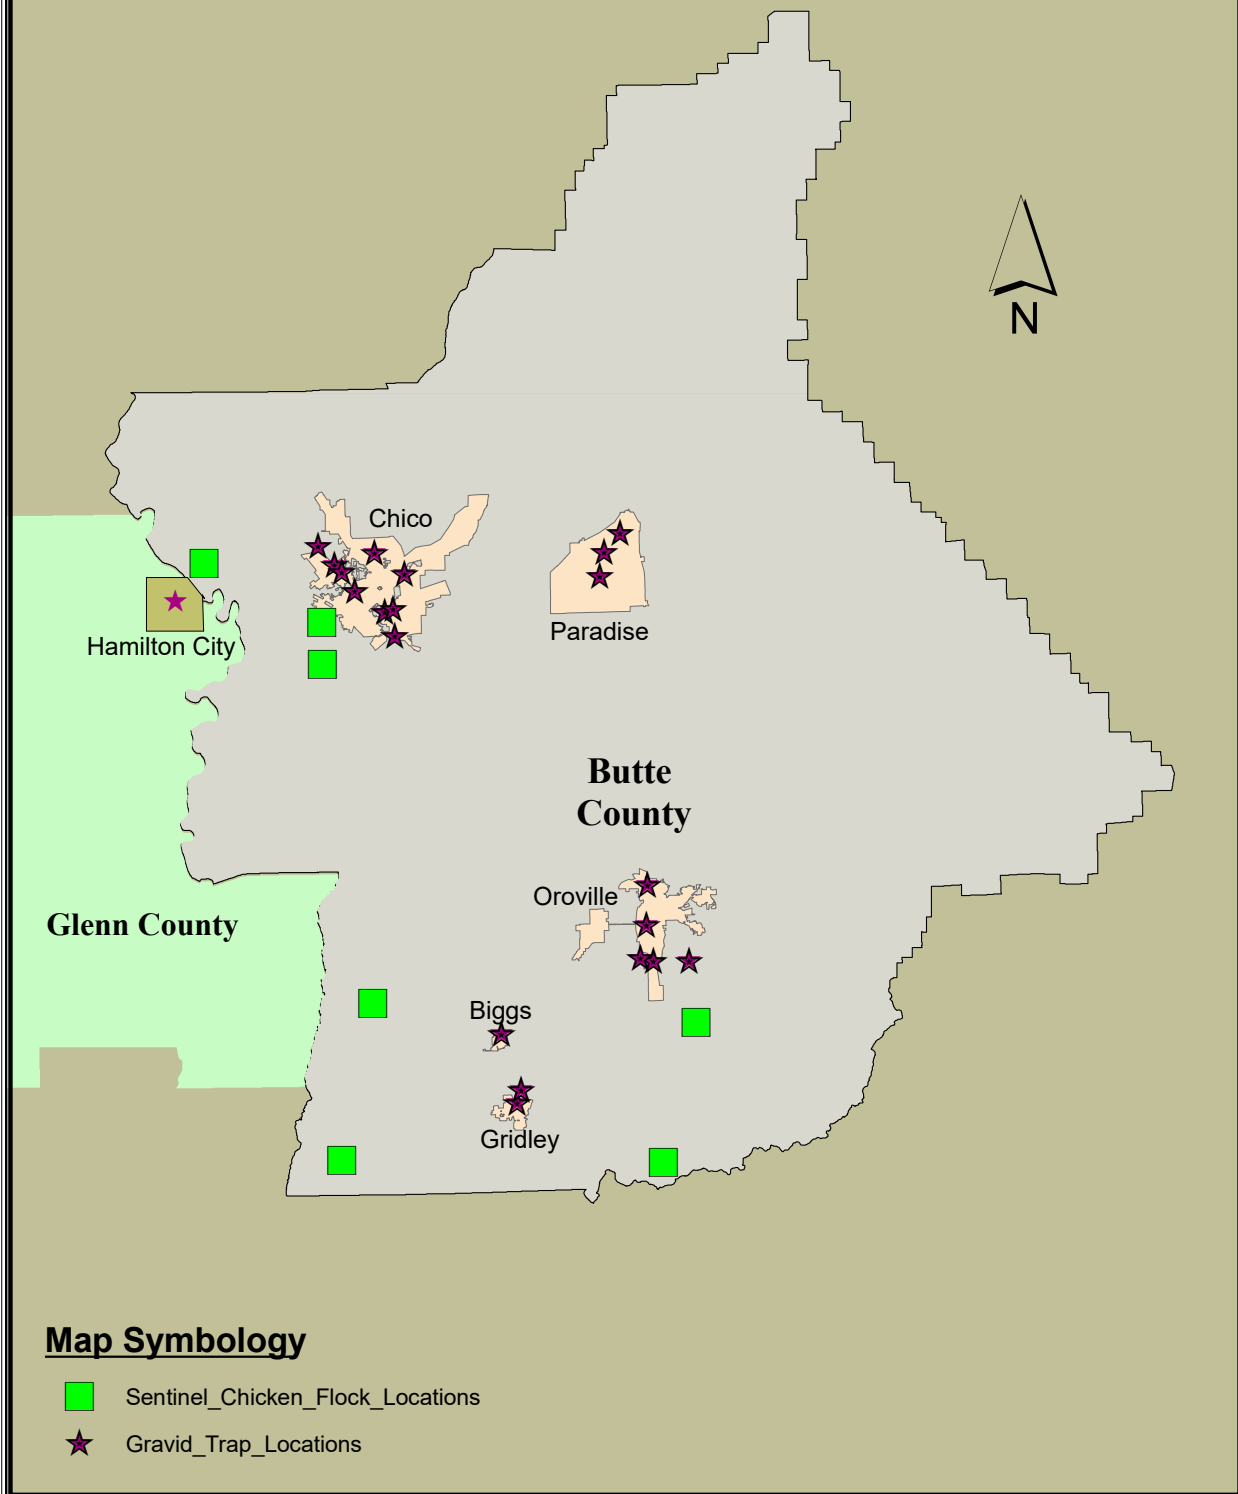 N
Chico
Hamilton City
Paradise
Butte
County
Oroville
Glenn County
Biggs
Gridley
Map Symbology
Sentinel_Chicken_Flock_Locations
Gravid_Trap_Locations